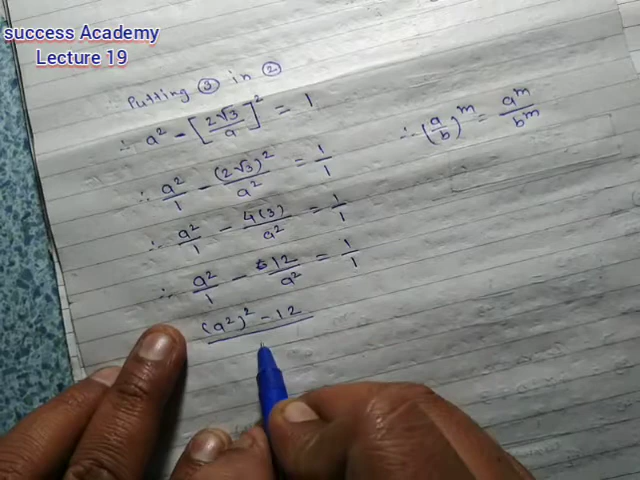 success Academy
Lecture 19
∴ Putting ③ in ②
∴ a² - [2√3/a]² = 1
∴ (a/b)^m = a^m/b^m
∴ a²/1 - (2√3)²/a² = 1/1
∴ a²/1 - 4(3)/a² = 1/1
∴ a²/1 - 12/a² = 1/1
(a²)² - 12